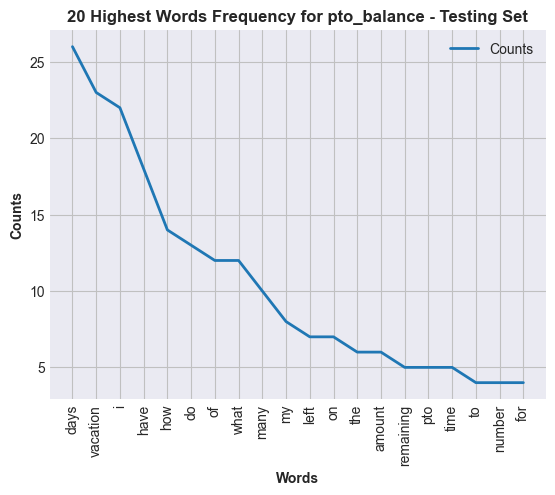 20 Highest Words Frequency for pto_balance - Testing Set
Counts
25
20
15
10
5
Counts
days
vacation
i
have
how
do
of
what
many
my
left
on
the
amount
remaining
pto
time
to
number
for
Words